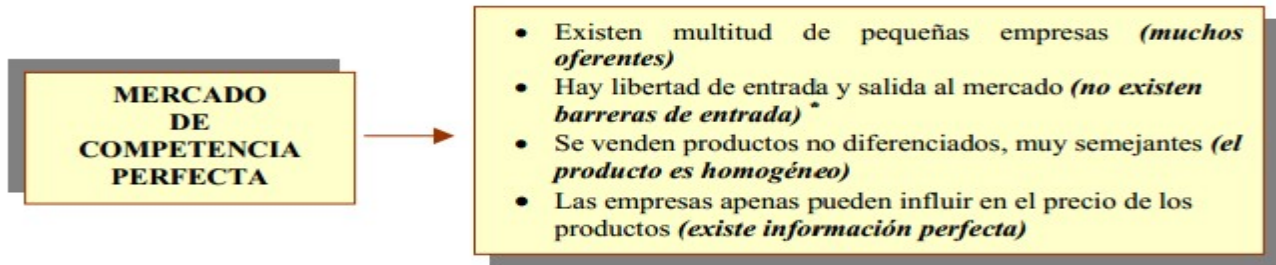 MERCADO
DE
COMPETENCIA
PERFECTA
• Existen multitud de pequeñas empresas (muchos
oferentes)
• Hay libertad de entrada y salida al mercado (no existen
barreras de entrada) *
• Se venden productos no diferenciados, muy semejantes (el
producto es homogéneo)
• Las empresas apenas pueden influir en el precio de los
productos (existe información perfecta)